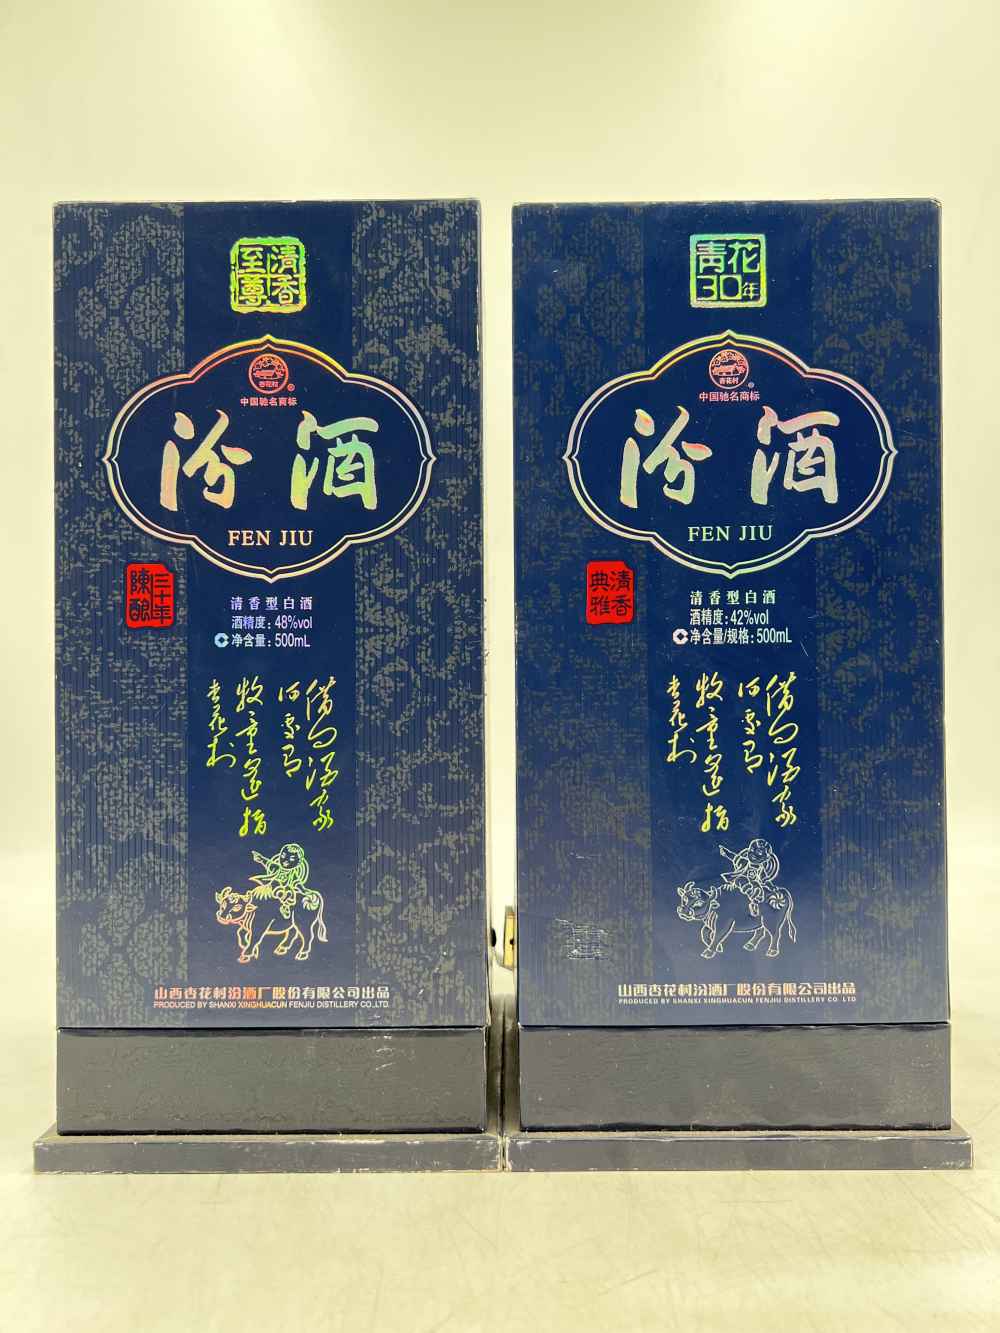 清香
至尊
杏花村
®
中国驰名商标
汾酒
FEN JIU
三十年
陳釀
清香型白酒
酒精度：48%vol
净含量：500mL
借问酒家
何处有
牧童遥指
杏花村
山西杏花村汾酒厂股份有限公司出品
PRODUCED BY SHANXI XINGHUACUN FENJIU DISTILLERY CO.,LTD.
青花
30年
杏花村
®
中国驰名商标
汾酒
FEN JIU
清香
典雅
清香型白酒
酒精度：42%vol
净含量/规格：500mL
借问酒家
何处有
牧童遥指
杏花村
山西杏花村汾酒厂股份有限公司出品
PRODUCED BY SHANXI XINGHUACUN FENJIU DISTILLERY CO. LTD